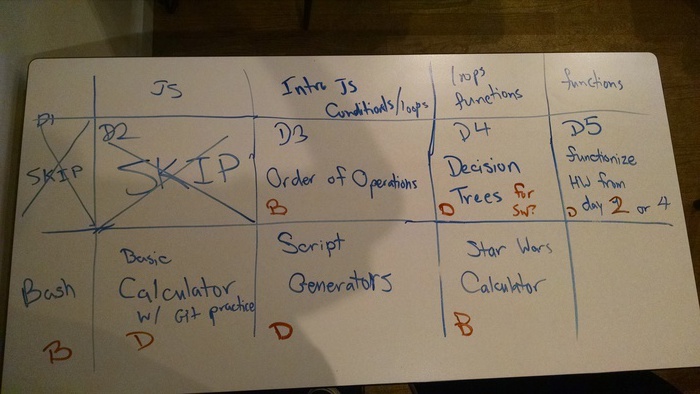 JS
Intro Js
Conditionals/loops
loops
functions
functions
D1
SKIP
D2
SKIP
D3
Order of Operations
B
D4
Decision
Trees for
D SW?
D5
functionize
HW from
D day 2 or 4
Bash
B
Basic
Calculator
w/ Git practice
D
Script
Generators
D
Star Wars
Calculator
B